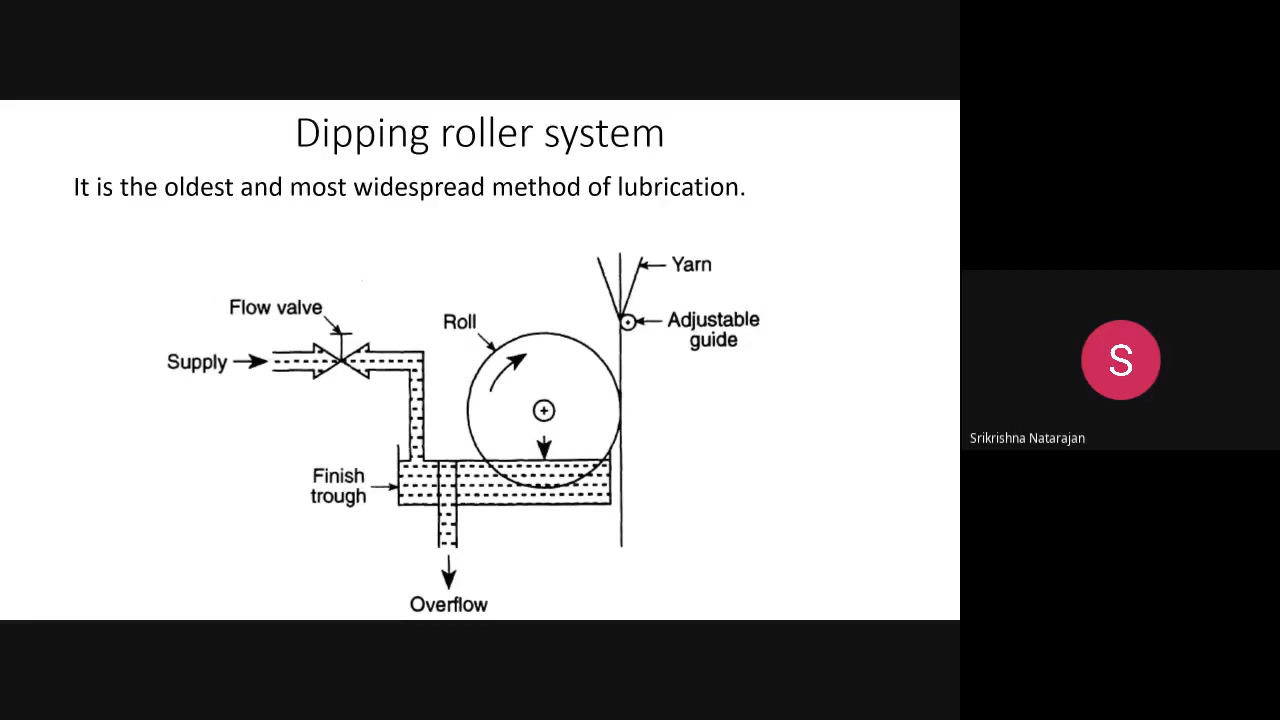 Dipping roller system
It is the oldest and most widespread method of lubrication.
Yarn
Flow valve
Roll
Adjustable
guide
Supply
Finish
trough
Overflow
S
Srikrishna Natarajan